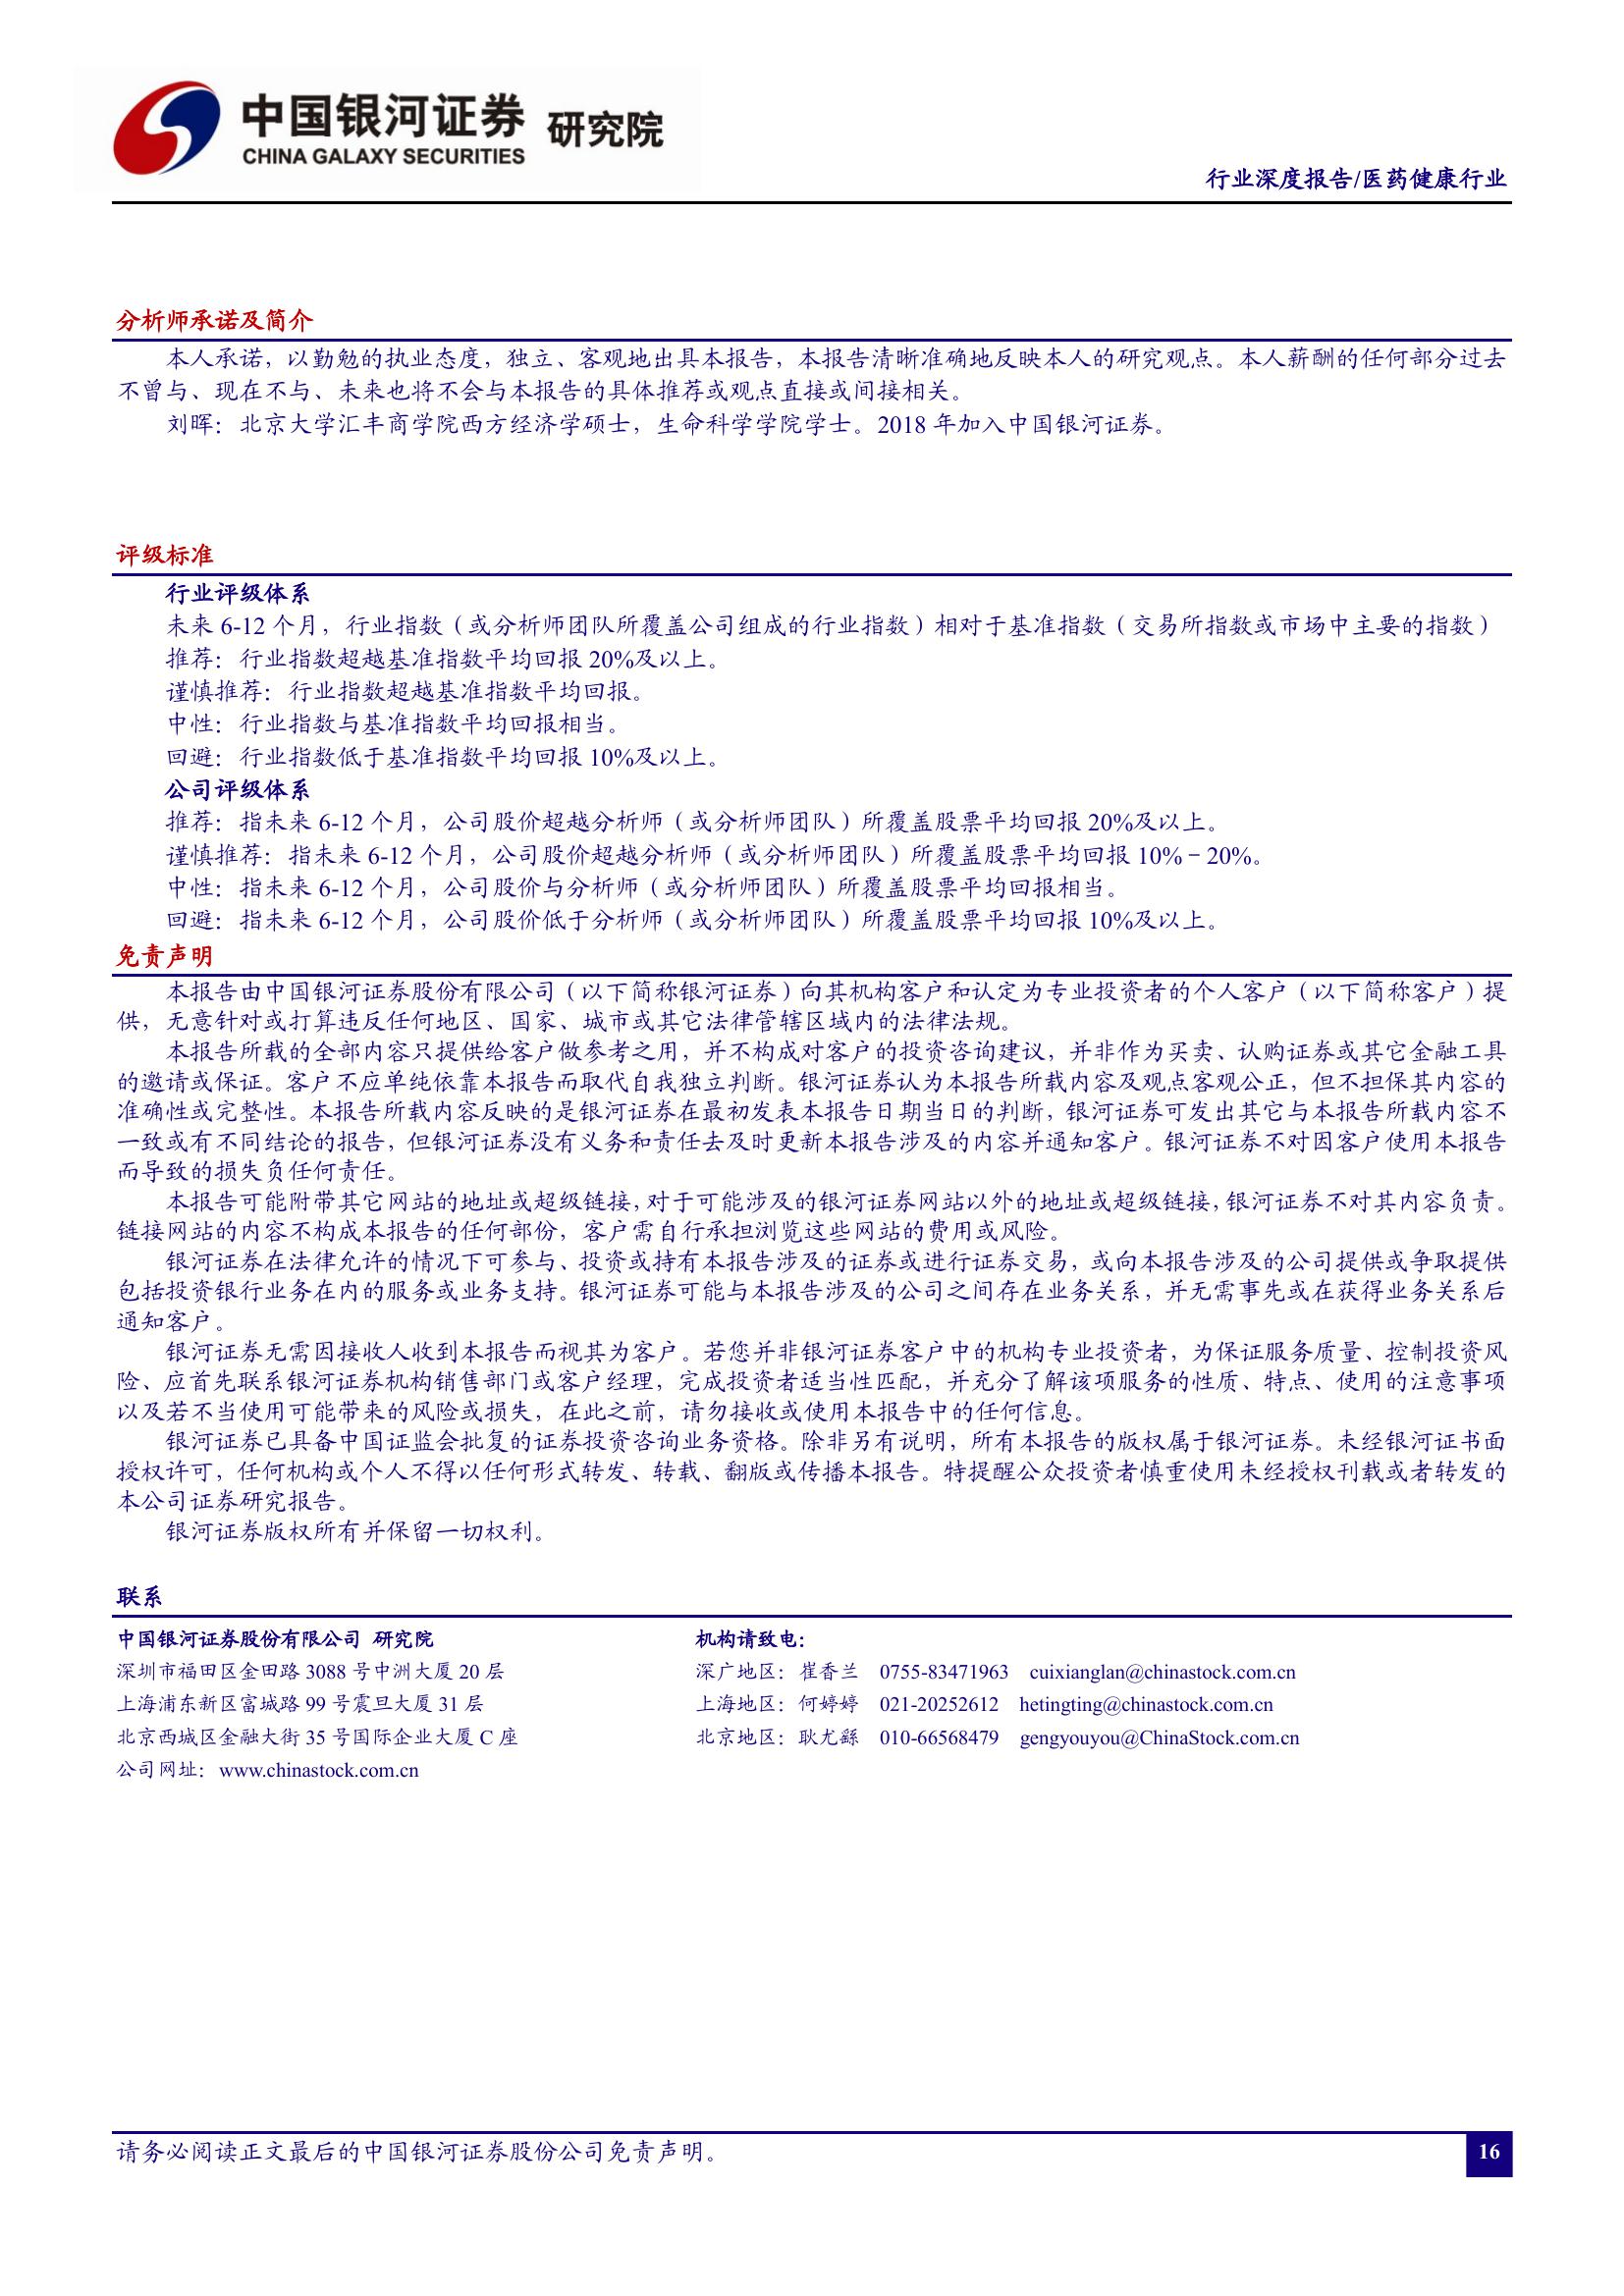 中国银河证券 研究院
CHINA GALAXY SECURITIES
行业深度报告/医药健康行业
分析师承诺及简介
本人承诺，以勤勉的执业态度，独立、客观地出具本报告，本报告清晰准确地反映本人的研究观点。本人薪酬的任何部分过去
不曾与、现在不与、未来也将不会与本报告的具体推荐或观点直接或间接相关。
刘晖：北京大学汇丰商学院西方经济学硕士，生命科学学院学士。2018 年加入中国银河证券。
评级标准
行业评级体系
未来 6-12 个月，行业指数（或分析师团队所覆盖公司组成的行业指数）相对于基准指数（交易所指数或市场中主要的指数）
推荐：行业指数超越基准指数平均回报 20%及以上。
谨慎推荐：行业指数超越基准指数平均回报。
中性：行业指数与基准指数平均回报相当。
回避：行业指数低于基准指数平均回报 10%及以上。
公司评级体系
推荐：指未来 6-12 个月，公司股价超越分析师（或分析师团队）所覆盖股票平均回报 20%及以上。
谨慎推荐：指未来 6-12 个月，公司股价超越分析师（或分析师团队）所覆盖股票平均回报 10%－20%。
中性：指未来 6-12 个月，公司股价与分析师（或分析师团队）所覆盖股票平均回报相当。
回避：指未来 6-12 个月，公司股价低于分析师（或分析师团队）所覆盖股票平均回报 10%及以上。
免责声明
本报告由中国银河证券股份有限公司（以下简称银河证券）向其机构客户和认定为专业投资者的个人客户（以下简称客户）提
供，无意针对或打算违反任何地区、国家、城市或其它法律管辖区域内的法律法规。
本报告所载的全部内容只提供给客户做参考之用，并不构成对客户的投资咨询建议，并非作为买卖、认购证券或其它金融工具
的邀请或保证。客户不应单纯依靠本报告而取代自我独立判断。银河证券认为本报告所载内容及观点客观公正，但不担保其内容的
准确性或完整性。本报告所载内容反映的是银河证券在最初发表本报告日期当日的判断，银河证券可发出其它与本报告所载内容不
一致或有不同结论的报告，但银河证券没有义务和责任去及时更新本报告涉及的内容并通知客户。银河证券不对因客户使用本报告
而导致的损失负任何责任。
本报告可能附带其它网站的地址或超级链接，对于可能涉及的银河证券网站以外的地址或超级链接，银河证券不对其内容负责。
链接网站的内容不构成本报告的任何部份，客户需自行承担浏览这些网站的费用或风险。
银河证券在法律允许的情况下可参与、投资或持有本报告涉及的证券或进行证券交易，或向本报告涉及的公司提供或争取提供
包括投资银行业务在内的服务或业务支持。银河证券可能与本报告涉及的公司之间存在业务关系，并无需事先或在获得业务关系后
通知客户。
银河证券无需因接收人收到本报告而视其为客户。若您并非银河证券客户中的机构专业投资者，为保证服务质量、控制投资风
险、应首先联系银河证券机构销售部门或客户经理，完成投资者适当性匹配，并充分了解该项服务的性质、特点、使用的注意事项
以及若不当使用可能带来的风险或损失，在此之前，请勿接收或使用本报告中的任何信息。
银河证券已具备中国证监会批复的证券投资咨询业务资格。除非另有说明，所有本报告的版权属于银河证券。未经银河证书面
授权许可，任何机构或个人不得以任何形式转发、转载、翻版或传播本报告。特提醒公众投资者慎重使用未经授权刊载或者转发的
本公司证券研究报告。
银河证券版权所有并保留一切权利。
联系
中国银河证券股份有限公司 研究院
深圳市福田区金田路 3088 号中洲大厦 20 层
上海浦东新区富城路 99 号震旦大厦 31 层
北京西城区金融大街 35 号国际企业大厦 C 座
公司网址：www.chinastock.com.cn
机构请致电：
深广地区：崔香兰 0755-83471963 cuixianglan@chinastock.com.cn
上海地区：何婷婷 021-20252612 hetingting@chinastock.com.cn
北京地区：耿尤繇 010-66568479 gengyouyou@ChinaStock.com.cn
请务必阅读正文最后的中国银河证券股份公司免责声明。
16